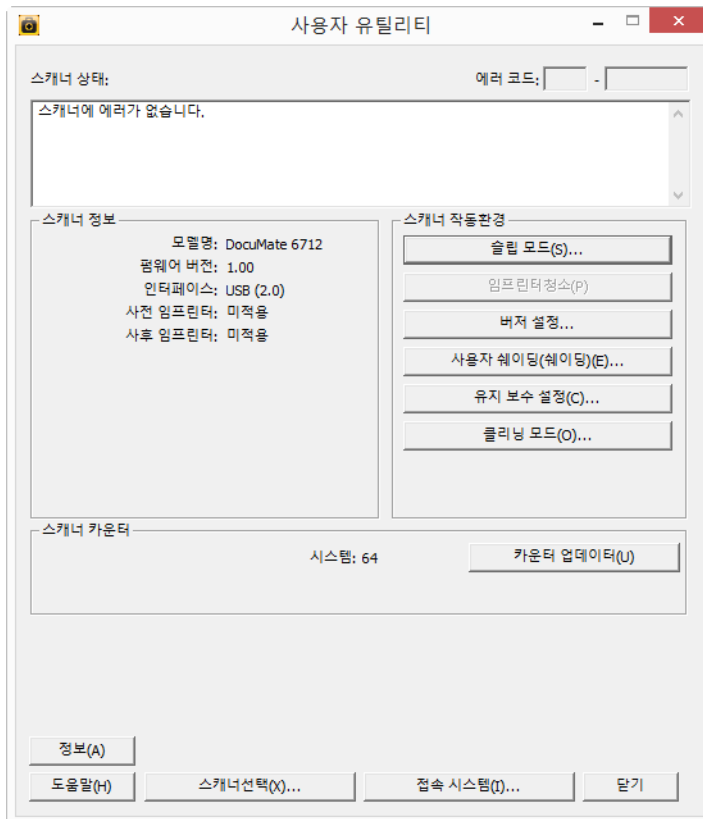 사용자 유틸리티
스캐너 상태:
에러 코드: -
스캐너에 에러가 없습니다.
스캐너 정보
모델명: DocuMate 6712
펌웨어 버전: 1.00
인터페이스: USB (2.0)
사전 임프린터: 미적용
사후 임프린터: 미적용
스캐너 작동환경
슬립 모드(S)...
임프린터청소(P)
버저 설정...
사용자 쉐이딩(쉐이딩)(E)...
유지 보수 설정(C)...
클리닝 모드(O)...
스캐너 카운터
시스템: 64
카운터 업데이터(U)
정보(A)
도움말(H)
스캐너선택(X)...
접속 시스템(I)...
닫기